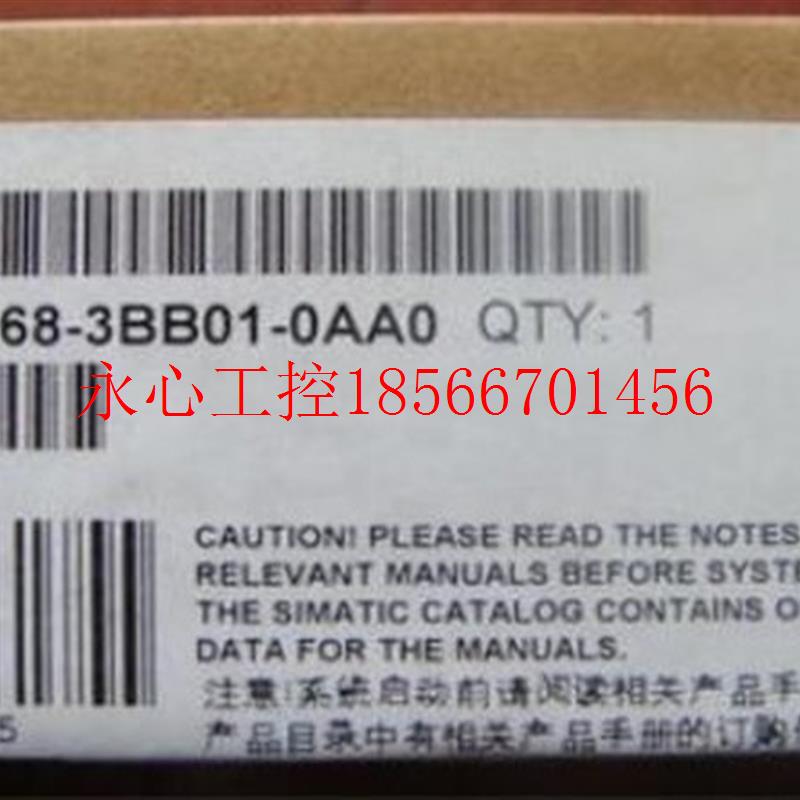 68-3BB01-0AA0 QTY: 1
永心工控18566701456
CAUTION! PLEASE READ THE NOTES
RELEVANT MANUALS BEFORE SYSTE
THE SIMATIC CATALOG CONTAINS O
DATA FOR THE MANUALS.
注意:系统启动前请阅读相关产品手
5
产品目录中有相关产品手册的订购